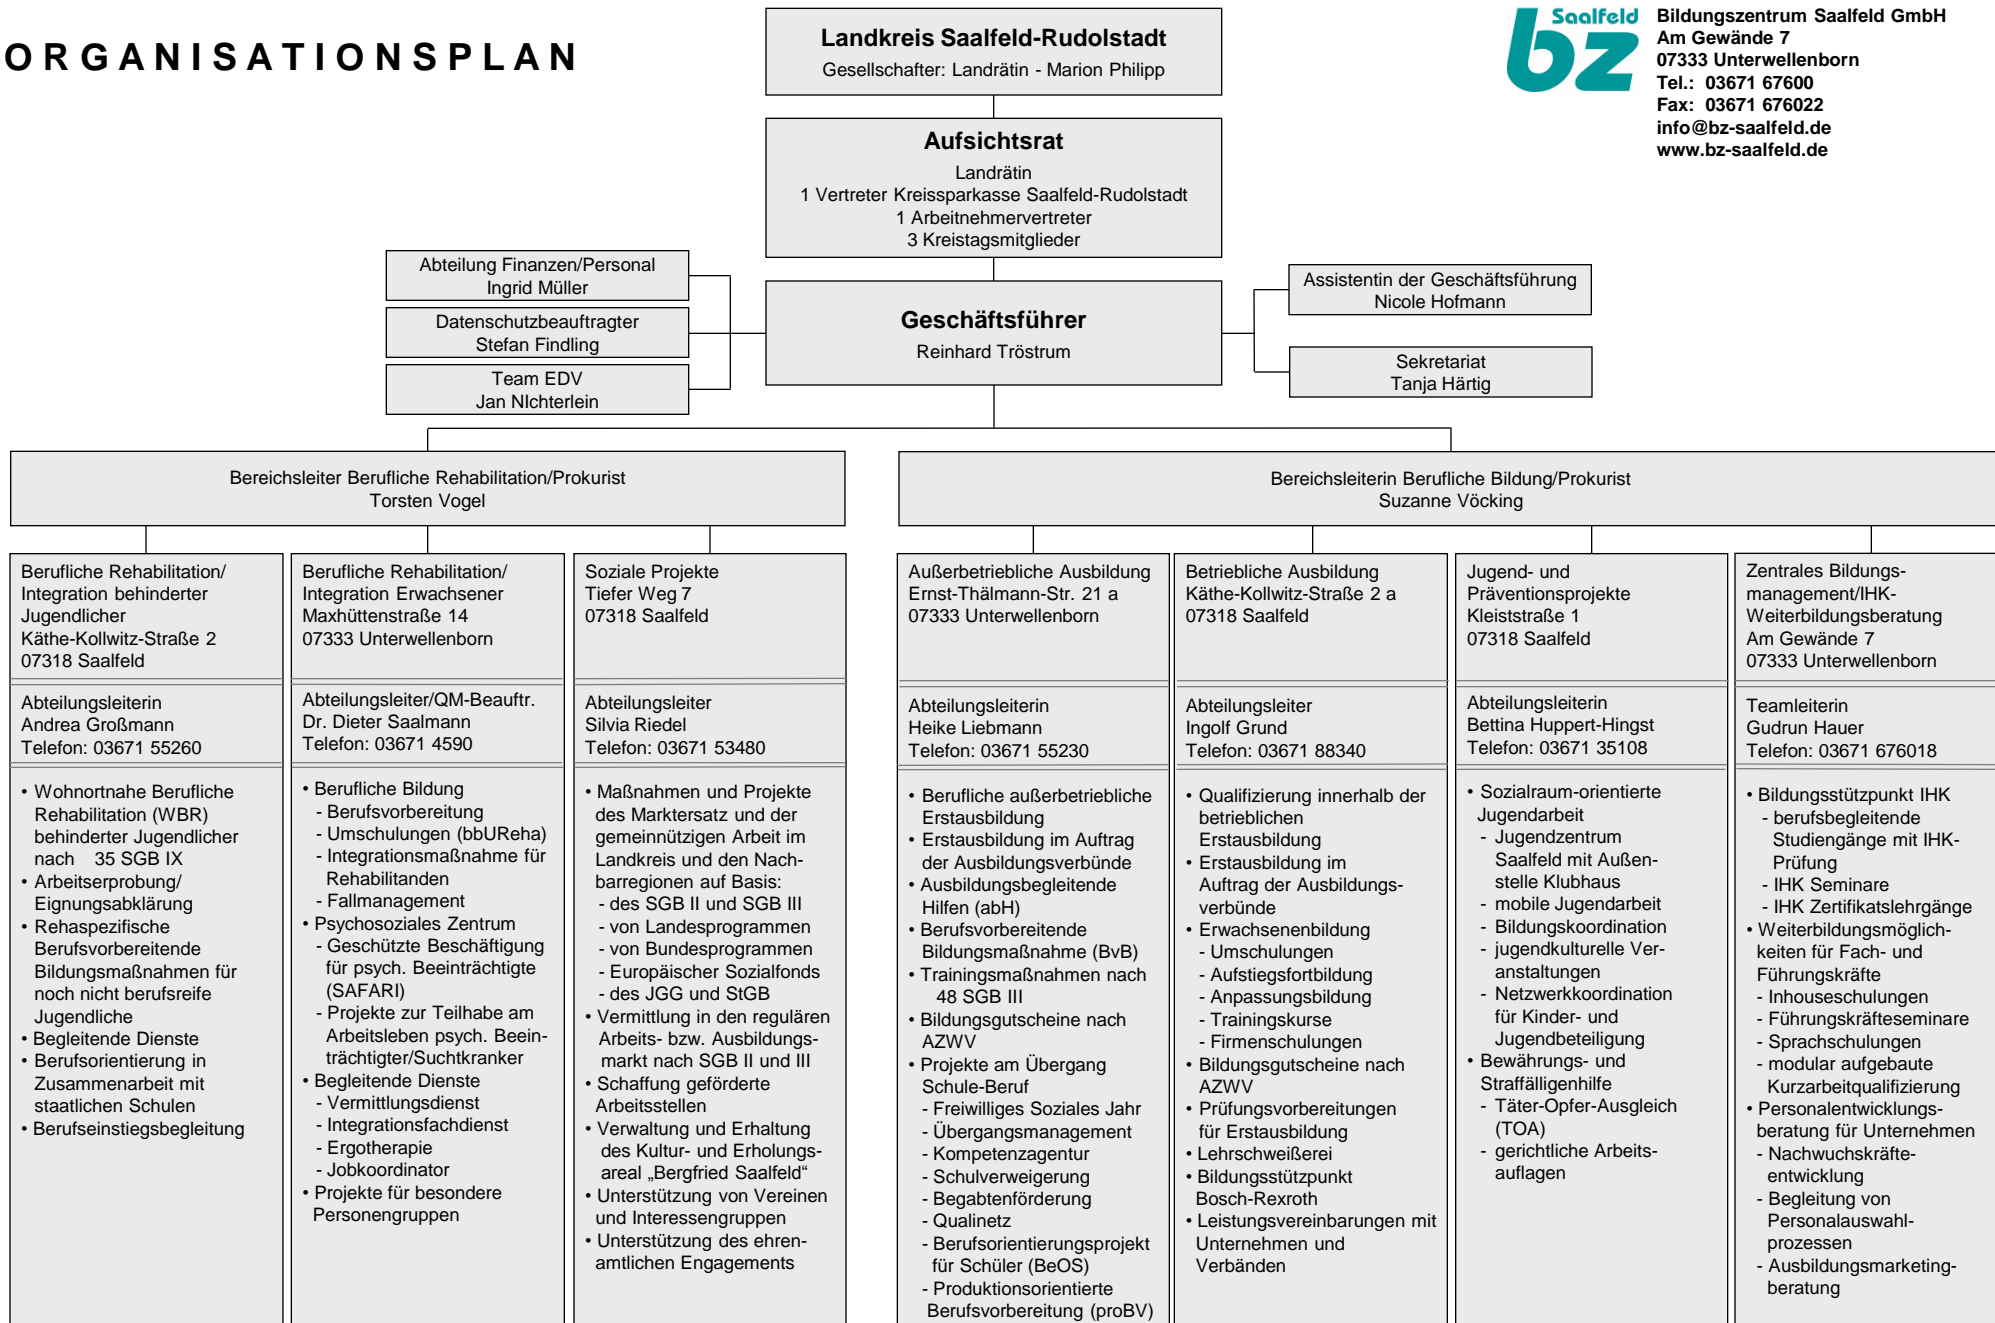 ORGANISATIONSPLAN
Landkreis Saalfeld-Rudolstadt
Gesellschafter: Landrätin - Marion Philipp
Saalfeld
bz
Bildungszentrum Saalfeld GmbH
Am Gewände 7
07333 Unterwellenborn
Tel.: 03671 67600
Fax: 03671 676022
info@bz-saalfeld.de
www.bz-saalfeld.de
Aufsichtsrat
Landrätin
1 Vertreter Kreissparkasse Saalfeld-Rudolstadt
1 Arbeitnehmervertreter
3 Kreistagsmitglieder
Abteilung Finanzen/Personal
Ingrid Müller
Datenschutzbeauftragter
Stefan Findling
Team EDV
Jan NIchterlein
Geschäftsführer
Reinhard Tröstrum
Assistentin der Geschäftsführung
Nicole Hofmann
Sekretariat
Tanja Härtig
Bereichsleiter Berufliche Rehabilitation/Prokurist
Torsten Vogel
Bereichsleiterin Berufliche Bildung/Prokurist
Suzanne Vöcking
Berufliche Rehabilitation/
Integration behinderter
Jugendlicher
Käthe-Kollwitz-Straße 2
07318 Saalfeld
Abteilungsleiterin
Andrea Großmann
Telefon: 03671 55260
• Wohnortnahe Berufliche
Rehabilitation (WBR)
behinderter Jugendlicher
nach 35 SGB IX
• Arbeitserprobung/
Eignungsabklärung
• Rehaspezifische
Berufsvorbereitende
Bildungsmaßnahmen für
noch nicht berufsreife
Jugendliche
• Begleitende Dienste
• Berufsorientierung in
Zusammenarbeit mit
staatlichen Schulen
• Berufseinstiegsbegleitung
Berufliche Rehabilitation/
Integration Erwachsener
Maxhüttenstraße 14
07333 Unterwellenborn
Abteilungsleiter/QM-Beauftr.
Dr. Dieter Saalmann
Telefon: 03671 4590
• Berufliche Bildung
- Berufsvorbereitung
- Umschulungen (bbUReha)
- Integrationsmaßnahme für
Rehabilitanden
- Fallmanagement
• Psychosoziales Zentrum
- Geschützte Beschäftigung
für psych. Beeinträchtigte
(SAFARI)
- Projekte zur Teilhabe am
Arbeitsleben psych. Beein-
trächtigter/Suchtkranker
• Begleitende Dienste
- Vermittlungsdienst
- Integrationsfachdienst
- Ergotherapie
- Jobkoordinator
• Projekte für besondere
Personengruppen
Soziale Projekte
Tiefer Weg 7
07318 Saalfeld
Abteilungsleiter
Silvia Riedel
Telefon: 03671 53480
• Maßnahmen und Projekte
des Marktersatz und der
gemeinnützigen Arbeit im
Landkreis und den Nach-
barregionen auf Basis:
- des SGB II und SGB III
- von Landesprogrammen
- von Bundesprogrammen
- Europäischer Sozialfonds
- des JGG und StGB
• Vermittlung in den regulären
Arbeits- bzw. Ausbildungs-
markt nach SGB II und III
• Schaffung geförderte
Arbeitsstellen
• Verwaltung und Erhaltung
des Kultur- und Erholungs-
areal „Bergfried Saalfeld“
• Unterstützung von Vereinen
und Interessengruppen
• Unterstützung des ehren-
amtlichen Engagements
Außerbetriebliche Ausbildung
Ernst-Thälmann-Str. 21 a
07333 Unterwellenborn
Abteilungsleiterin
Heike Liebmann
Telefon: 03671 55230
• Berufliche außerbetriebliche
Erstausbildung
• Erstausbildung im Auftrag
der Ausbildungsverbünde
• Ausbildungsbegleitende
Hilfen (abH)
• Berufsvorbereitende
Bildungsmaßnahme (BvB)
• Trainingsmaßnahmen nach
48 SGB III
• Bildungsgutscheine nach
AZWV
• Projekte am Übergang
Schule-Beruf
- Freiwilliges Soziales Jahr
- Übergangsmanagement
- Kompetenzagentur
- Schulverweigerung
- Begabtenförderung
- Qualinetz
- Berufsorientierungsprojekt
für Schüler (BeOS)
- Produktionsorientierte
Berufsvorbereitung (proBV)
Betriebliche Ausbildung
Käthe-Kollwitz-Straße 2 a
07318 Saalfeld
Abteilungsleiter
Ingolf Grund
Telefon: 03671 88340
• Qualifizierung innerhalb der
betrieblichen
Erstausbildung
• Erstausbildung im
Auftrag der Ausbildungs-
verbünde
• Erwachsenenbildung
- Umschulungen
- Aufstiegsfortbildung
- Anpassungsbildung
- Trainingskurse
- Firmenschulungen
• Bildungsgutscheine nach
AZWV
• Prüfungsvorbereitungen
für Erstausbildung
• Lehrschweißerei
• Bildungsstützpunkt
Bosch-Rexroth
• Leistungsvereinbarungen mit
Unternehmen und
Verbänden
Jugend- und
Präventionsprojekte
Kleiststraße 1
07318 Saalfeld
Abteilungsleiterin
Bettina Huppert-Hingst
Telefon: 03671 35108
• Sozialraum-orientierte
Jugendarbeit
- Jugendzentrum
Saalfeld mit Außen-
stelle Klubhaus
- mobile Jugendarbeit
- Bildungskoordination
- jugendkulturelle Ver-
anstaltungen
- Netzwerkkoordination
für Kinder- und
Jugendbeteiligung
• Bewährungs- und
Straffälligenhilfe
- Täter-Opfer-Ausgleich
(TOA)
- gerichtliche Arbeits-
auflagen
Zentrales Bildungs-
management/IHK-
Weiterbildungsberatung
Am Gewände 7
07333 Unterwellenborn
Teamleiterin
Gudrun Hauer
Telefon: 03671 676018
• Bildungsstützpunkt IHK
- berufsbegleitende
Studiengänge mit IHK-
Prüfung
- IHK Seminare
- IHK Zertifikatslehrgänge
• Weiterbildungsmöglich-
keiten für Fach- und
Führungskräfte
- Inhouseschulungen
- Führungskräfteseminare
- Sprachschulungen
- modular aufgebaute
Kurzarbeitqualifizierung
• Personalentwicklungs-
beratung für Unternehmen
- Nachwuchskräfte-
entwicklung
- Begleitung von
Personalauswahl-
prozessen
- Ausbildungsmarketing-
beratung